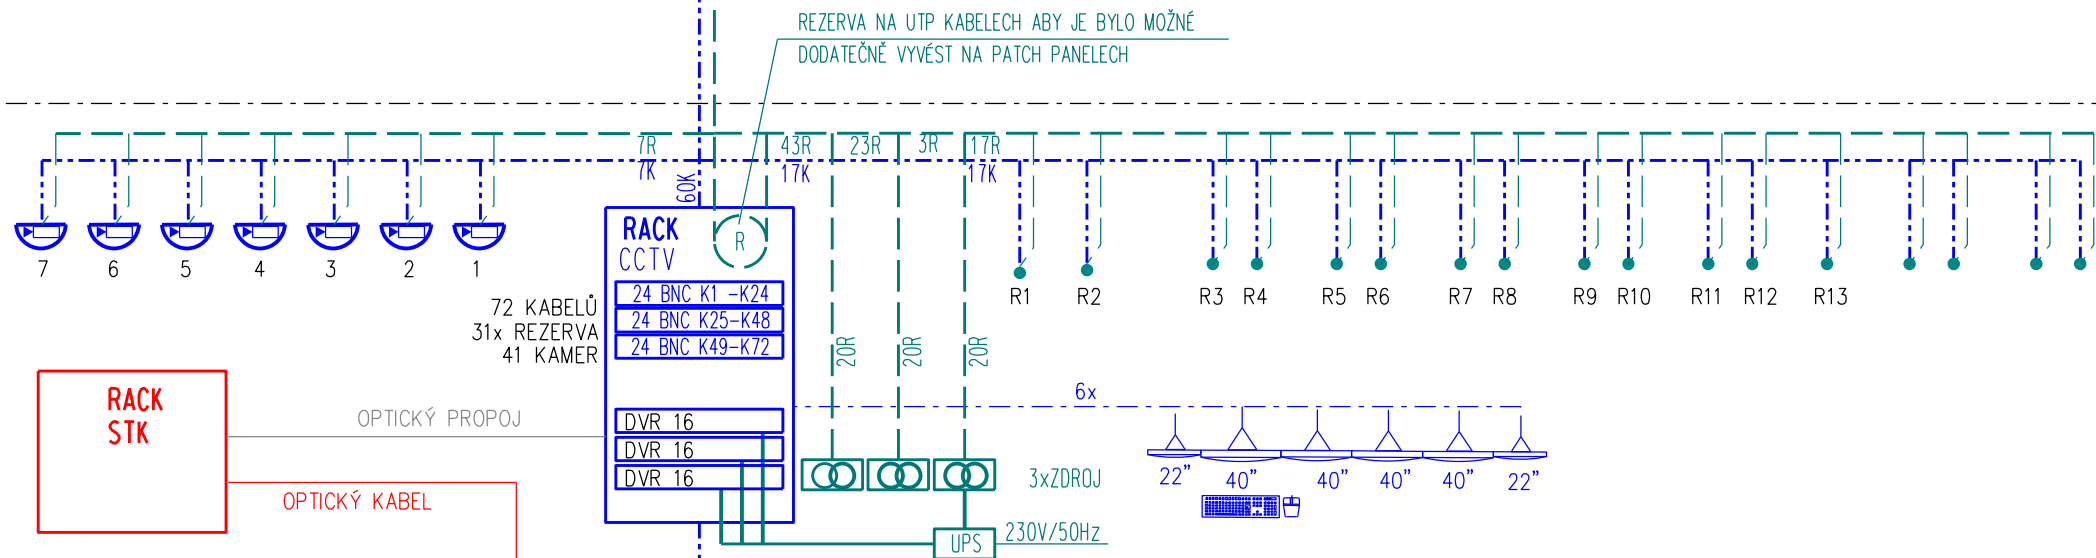 REZERVA NA UTP KABELECH ABY JE BYLO MOŽNÉ
DODATEČNĚ VYVÉST NA PATCH PANELECH
7R 43R 23R 3R 17R
7K 17K 17K
60K
7 6 5 4 3 2 1
RACK
CCTV
R
R1 R2 R3 R4 R5 R6 R7 R8 R9 R10 R11 R12 R13
72 KABELŮ
31x REZERVA
41 KAMER
24 BNC K1 -K24
24 BNC K25-K48
24 BNC K49-K72
20R 20R 20R
RACK
STK
OPTICKÝ PROPOJ
OPTICKÝ KABEL
DVR 16
DVR 16
DVR 16
6x
3xZDROJ
22" 40" 40" 40" 40" 22"
UPS
230V/50Hz